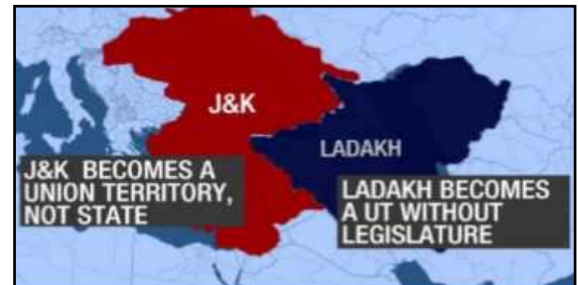 J&K
LADAKH
J&K BECOMES A
UNION TERRITORY,
NOT STATE
LADAKH BECOMES
A UT WITHOUT
LEGISLATURE